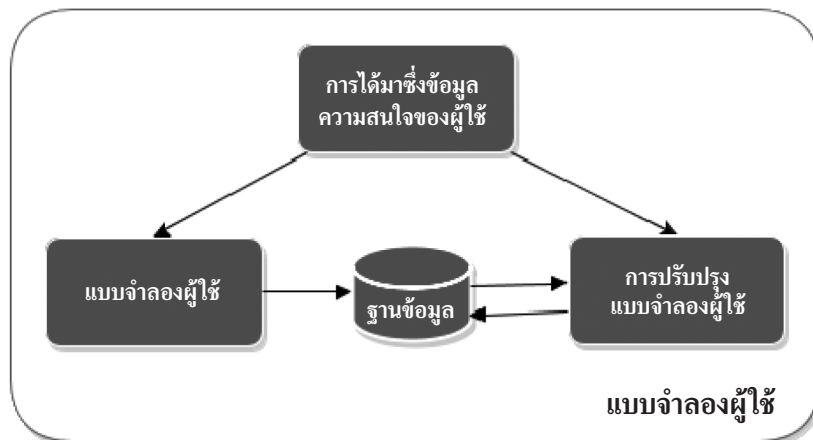 การได้มาซึ่งข้อมูล
ความสนใจของผู้ใช้
แบบจำลองผู้ใช้
ฐานข้อมูล
การปรับปรุง
แบบจำลองผู้ใช้
แบบจำลองผู้ใช้